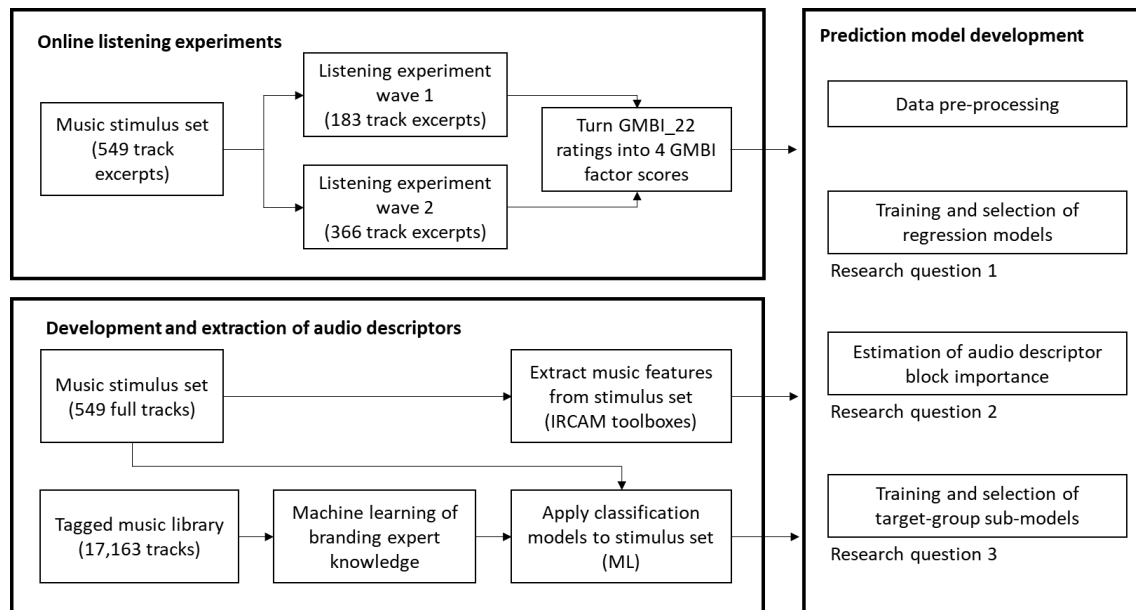 Online listening experiments
Music stimulus set
(549 track
excerpts)
Listening experiment
wave 1
(183 track excerpts)
Listening experiment
wave 2
(366 track excerpts)
Turn GMBI_22
ratings into 4 GMBI
factor scores
Development and extraction of audio descriptors
Music stimulus set
(549 full tracks)
Extract music features
from stimulus set
(IRCAM toolboxes)
Tagged music library
(17,163 tracks)
Machine learning of
branding expert
knowledge
Apply classification
models to stimulus set
(ML)
Prediction model development
Data pre-processing
Training and selection of
regression models
Research question 1
Estimation of audio descriptor
block importance
Research question 2
Training and selection of
target-group sub-models
Research question 3